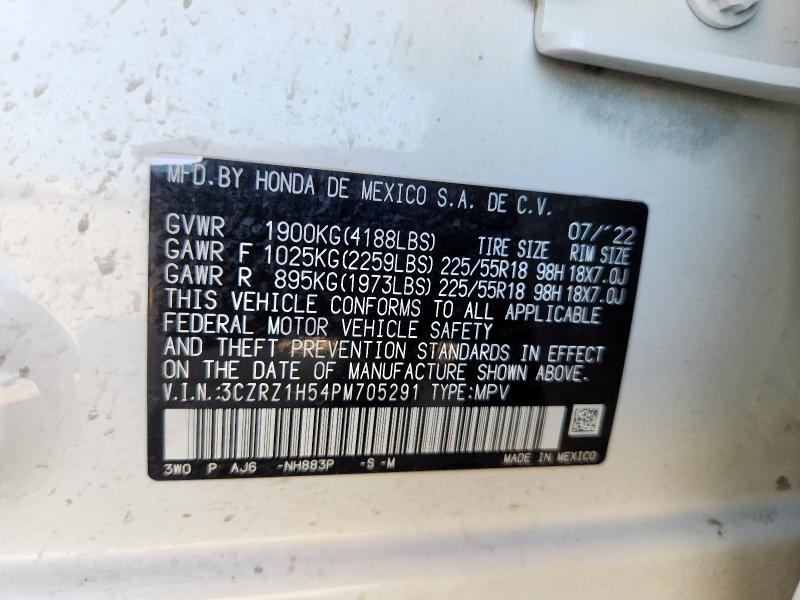 MFD.BY HONDA DE MEXICO S.A. DE C.V.
07/'22
GVWR 1900KG(4188LBS) TIRE SIZE RIM SIZE
GAWR F 1025KG(2259LBS) 225/55R18 98H 18X7.0J
GAWR R 895KG(1973LBS) 225/55R18 98H 18X7.0J
THIS VEHICLE CONFORMS TO ALL APPLICABLE
FEDERAL MOTOR VEHICLE SAFETY
AND THEFT PREVENTION STANDARDS IN EFFECT
ON THE DATE OF MANUFACTURE SHOWN ABOVE.
V.I.N.:3CZRZ1H54PM705291 TYPE:MPV
3W0 P AJ6 -NH883P -S -M MADE IN MEXICO